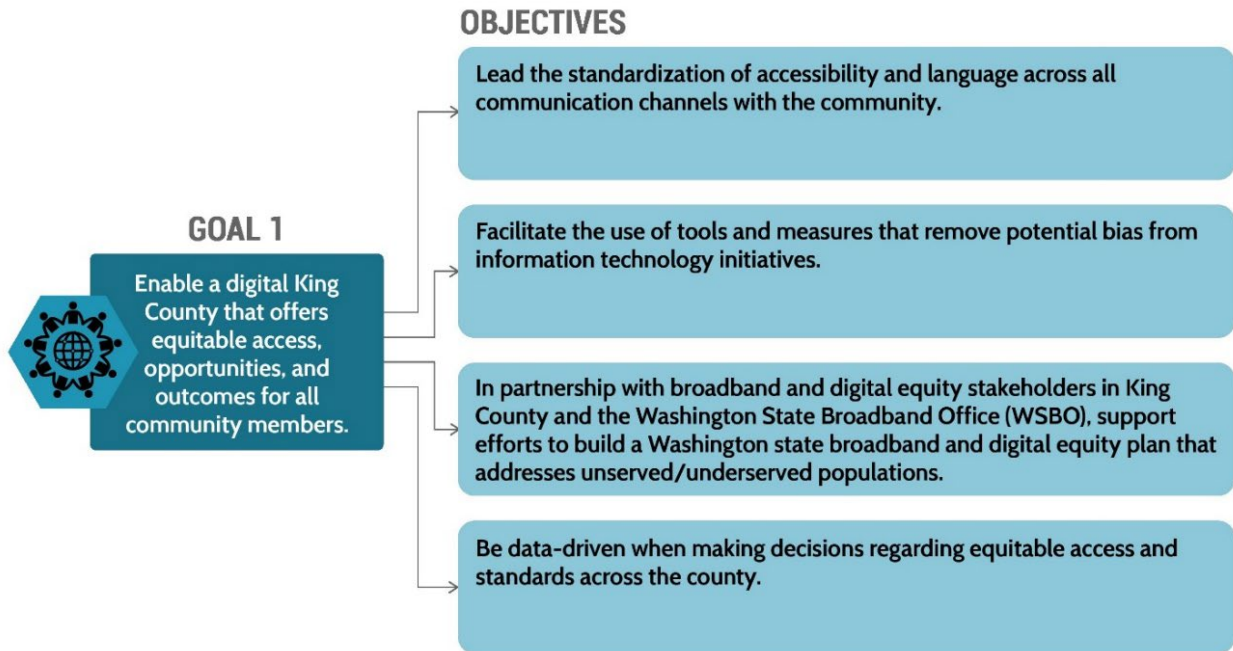 OBJECTIVES
Lead the standardization of accessibility and language across all
communication channels with the community.
GOAL 1
Enable a digital King
County that offers
equitable access,
opportunities, and
outcomes for all
community members.
Facilitate the use of tools and measures that remove potential bias from
information technology initiatives.
In partnership with broadband and digital equity stakeholders in King
County and the Washington State Broadband Office (WSBO), support
efforts to build a Washington state broadband and digital equity plan that
addresses unserved/underserved populations.
Be data-driven when making decisions regarding equitable access and
standards across the county.